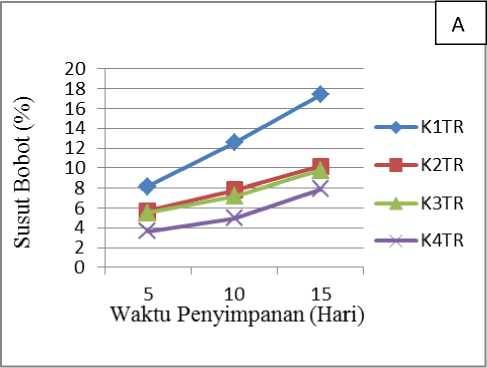 A
20
18
16
14
12
10
8
6
4
2
0
Susut Bobot (%)
5 10 15
Waktu Penyimpanan (Hari)
K1TR
K2TR
K3TR
K4TR